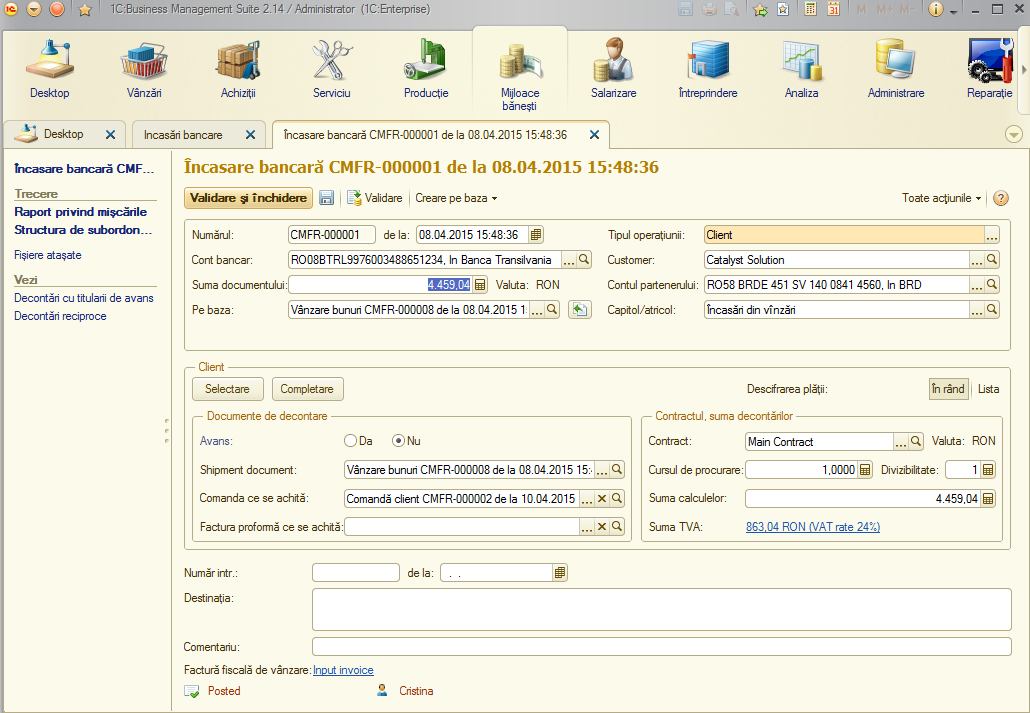 1C:Business Management Suite 2.14 / Administrator (1C:Enterprise)
M M+ M-
Desktop Vânzări Achiziții Serviciu Producție Mijloace bănești Salarizare Întreprindere Analiza Administrare Reparație
Desktop Încasări bancare Încasare bancară CMFR-000001 de la 08.04.2015 15:48:36
Încasare bancară CMF...
Trecere
Raport privind mișcările
Structura de subordon...
Fișiere atașate
Vezi
Decontări cu titularii de avans
Decontări reciproce
Încasare bancară CMFR-000001 de la 08.04.2015 15:48:36
Validare și închidere Validare Creare pe baza Toate acțiunile
Numărul: CMFR-000001 de la: 08.04.2015 15:48:36 Tipul operațiunii: Client
Cont bancar: RO08BTRL9976003488651234, In Banca Transilvania Customer: Catalyst Solution
Suma documentului: 4.459,04 Valuta: RON Contul partenerului: RO58 BRDE 451 SV 140 0841 4560, In BRD
Pe baza: Vânzare bunuri CMFR-000008 de la 08.04.2015 1: Capitol/atricol: Încasări din vînzări
Client
Selectare Completare Descifrarea plății: În rând Lista
Documente de decontare
Avans: Da Nu
Shipment document: Vânzare bunuri CMFR-000008 de la 08.04.2015 15:
Comanda ce se achită: Comandă client CMFR-000002 de la 10.04.2015
Factura proformă ce se achită:
Contractul, suma decontărilor
Contract: Main Contract Valuta: RON
Cursul de procurare: 1,0000 Divizibilitate: 1
Suma calculelor: 4.459,04
Suma TVA: 863,04 RON (VAT rate 24%)
Număr intr.: de la: . .
Destinația:
Comentariu:
Factură fiscală de vânzare: Input invoice
Posted Cristina